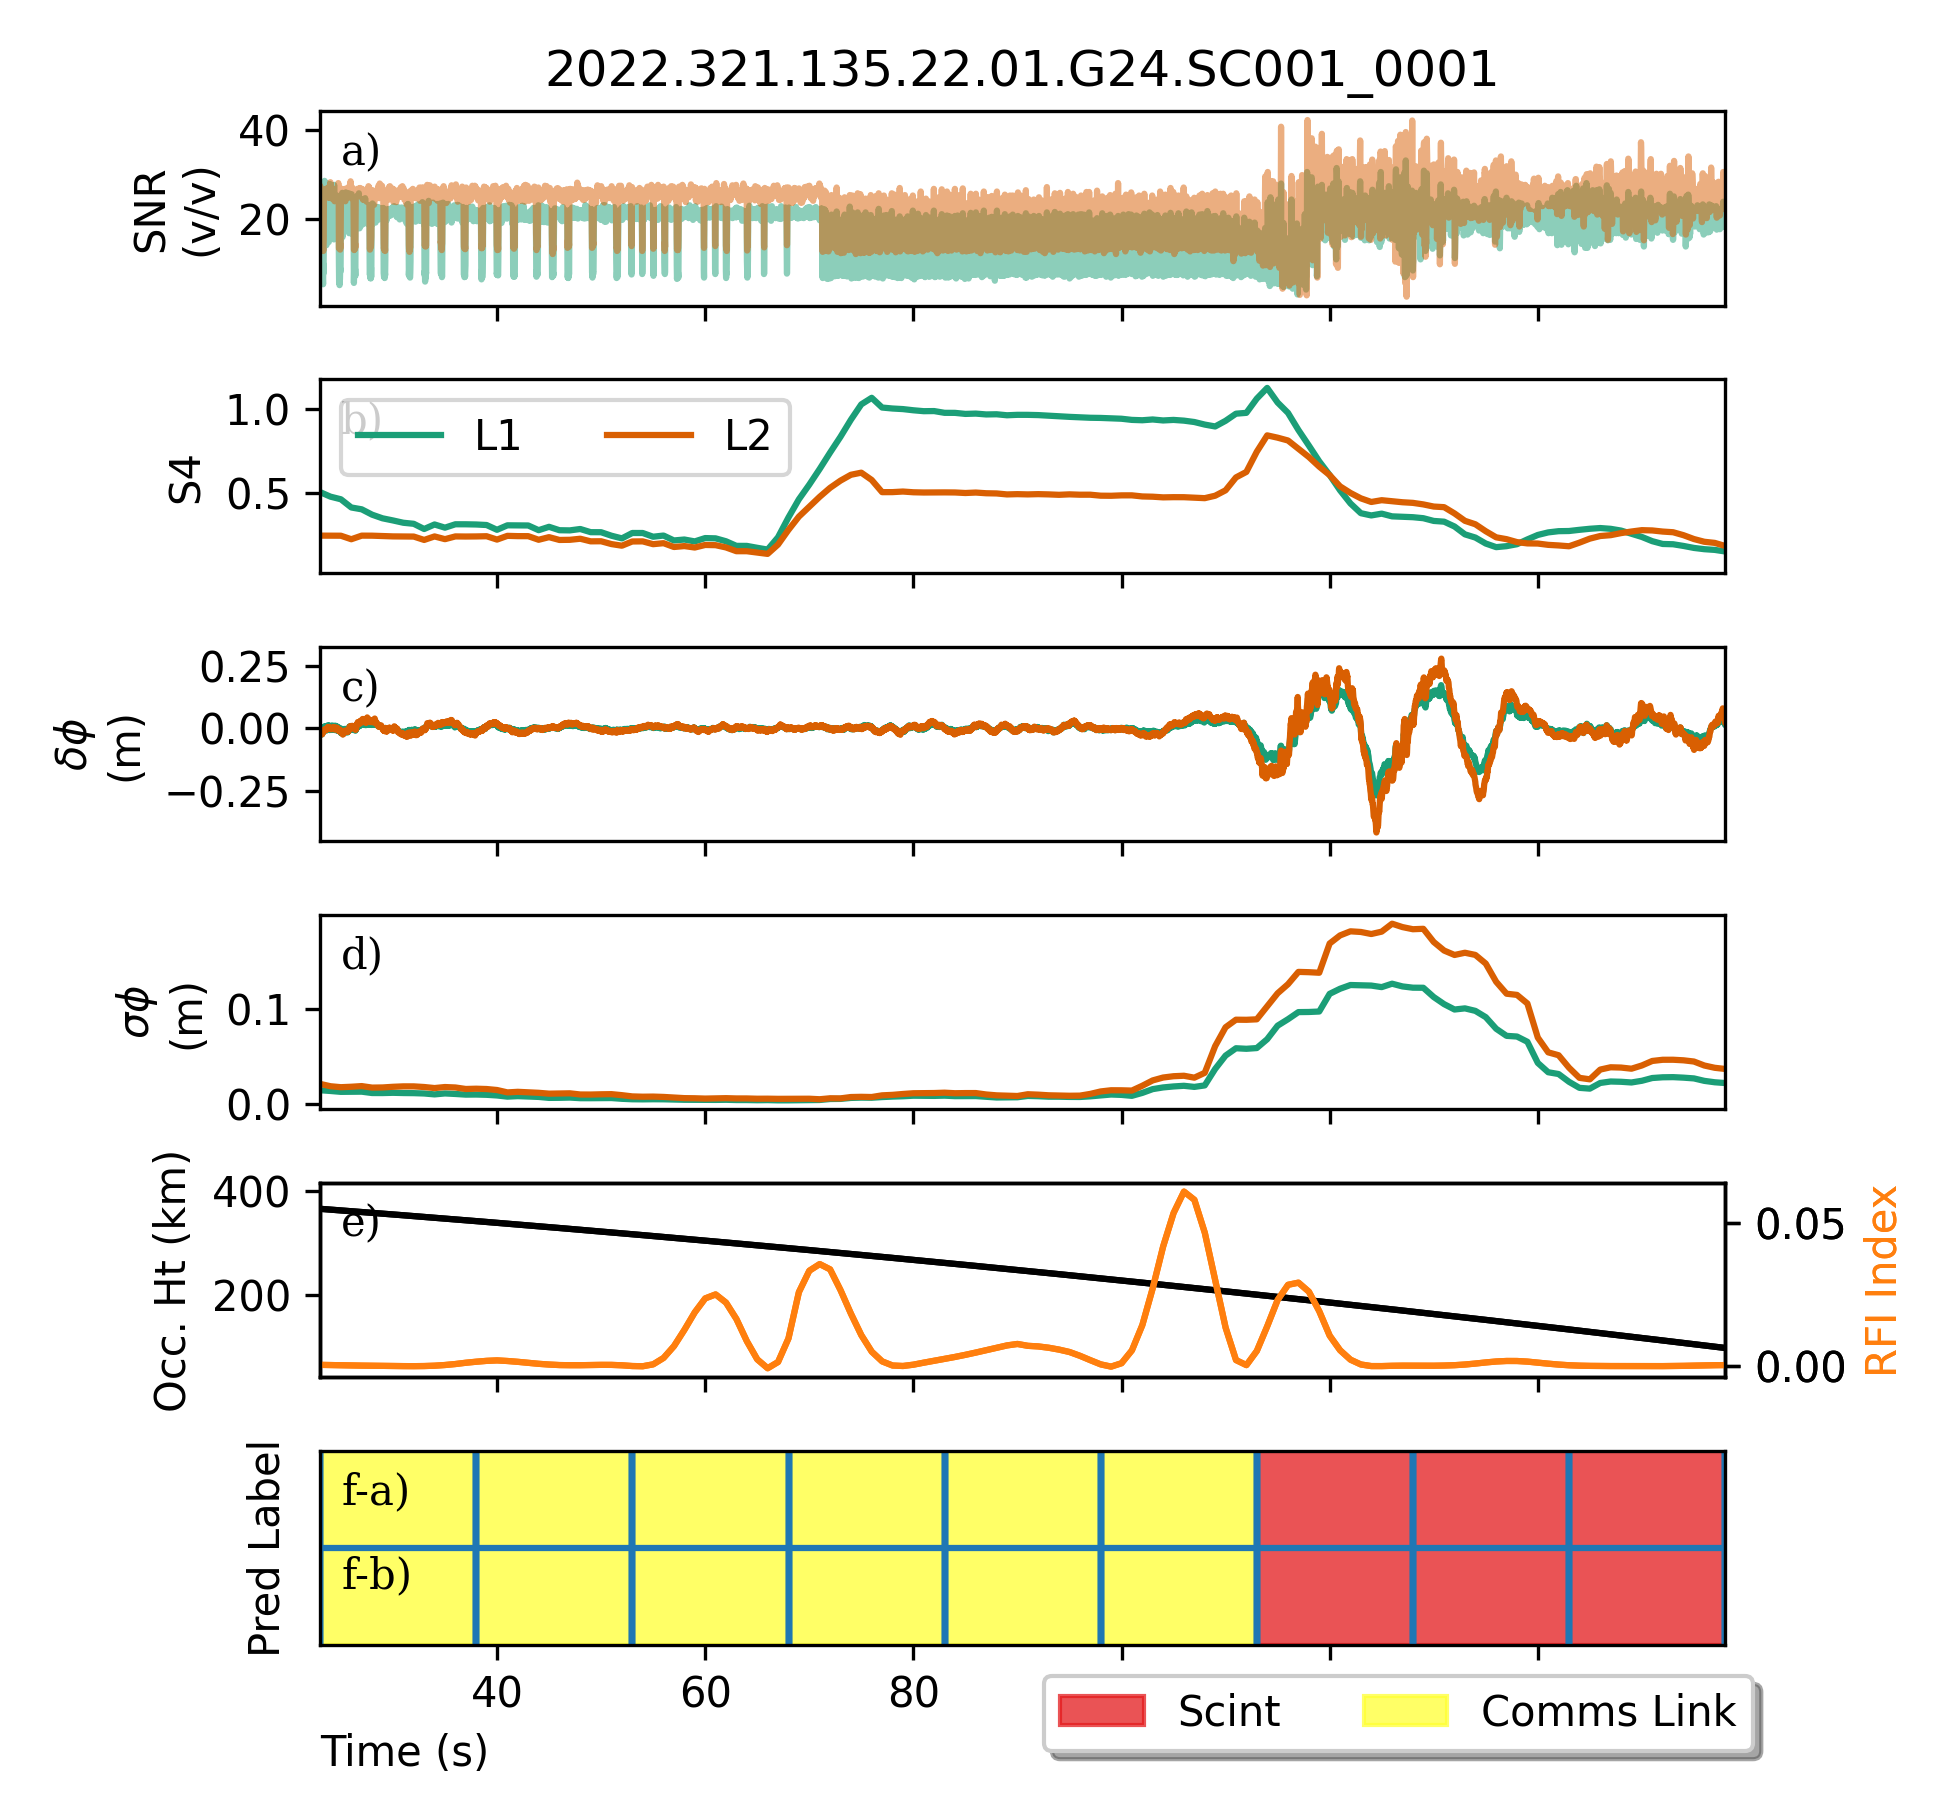 2022.321.135.22.01.G24.SC001_0001
a)
40
20
SNR
(v/v)
b)
L1 L2
1.0
0.5
S4
c)
0.25
0.00
−0.25
δϕ
(m)
d)
0.1
0.0
σϕ
(m)
e)
400
200
Occ. Ht (km)
0.05
0.00
RFI Index
f-a)
f-b)
Pred Label
40 60 80
Time (s)
Scint Comms Link